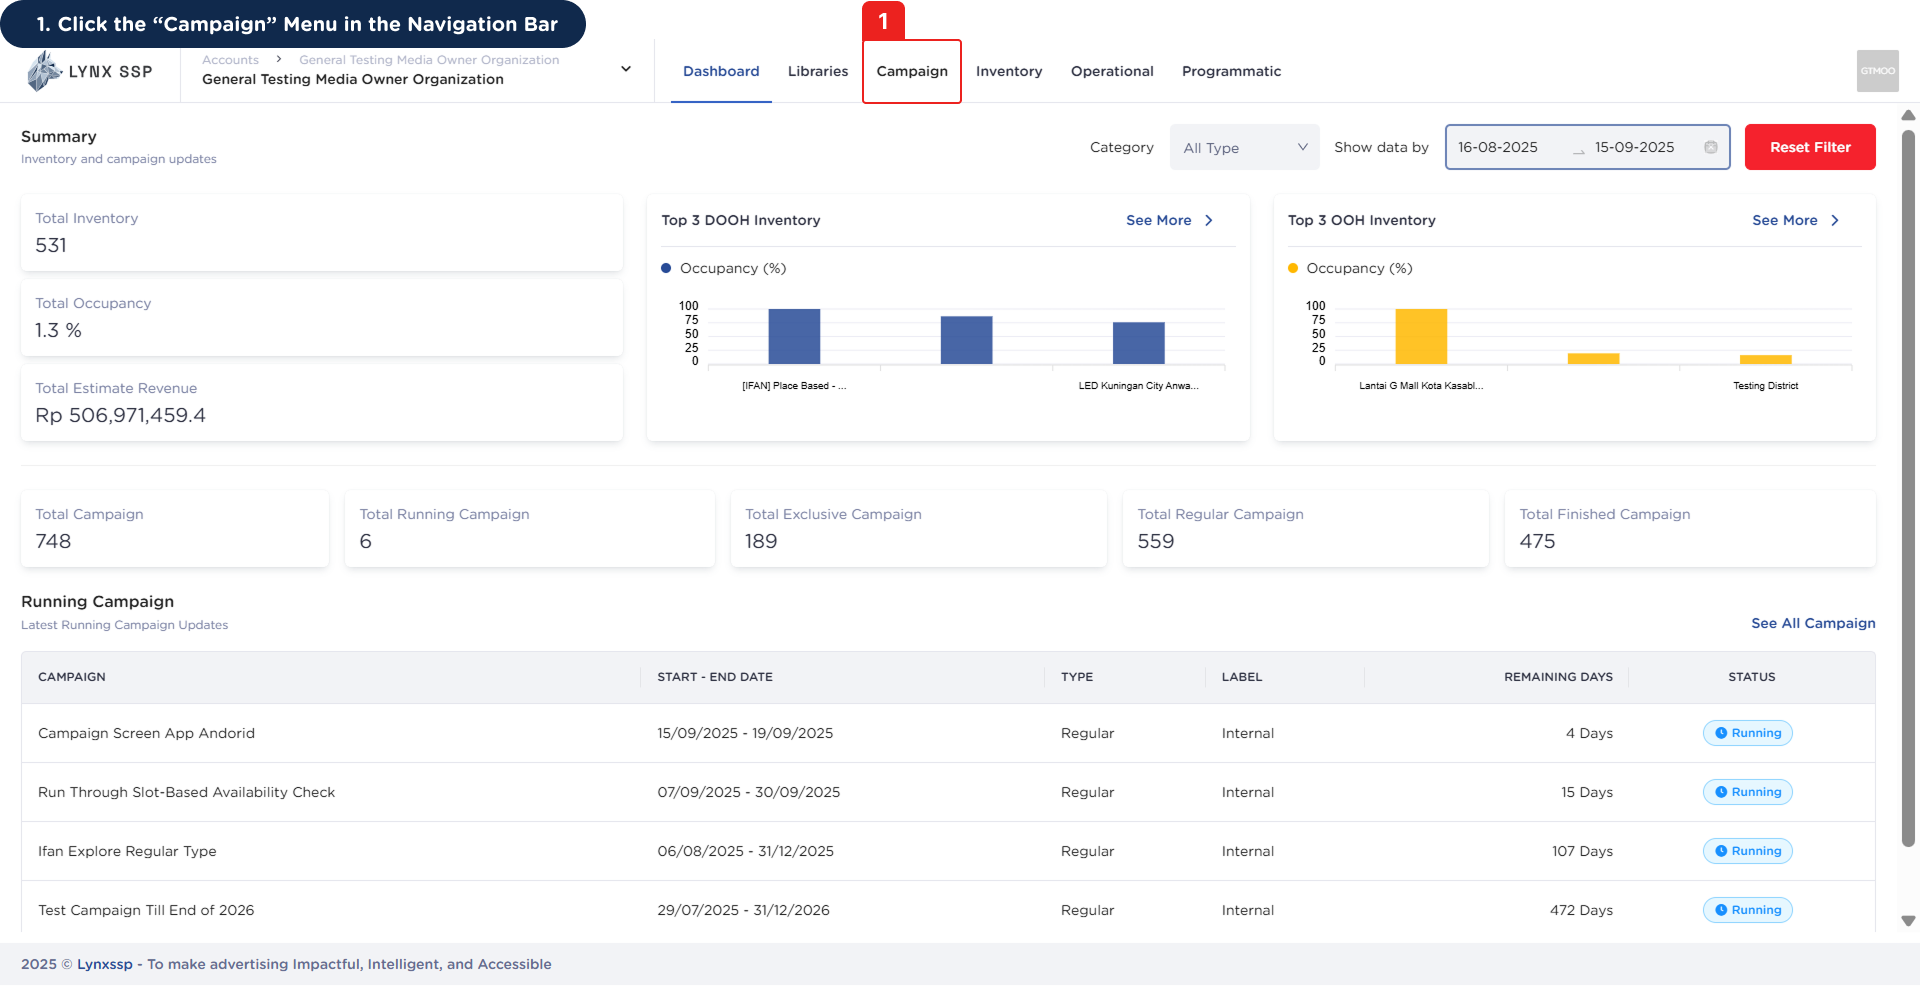 1. Click the “Campaign” Menu in the Navigation Bar
1
LYNX SSP
Accounts > General Testing Media Owner Organization
General Testing Media Owner Organization
Dashboard
Libraries
Campaign
Inventory
Operational
Programmatic
GTMOO
Summary
Inventory and campaign updates
Category
All Type
Show data by
16-08-2025
15-09-2025
Reset Filter
Total Inventory
531
Total Occupancy
1.3 %
Total Estimate Revenue
Rp 506,971,459.4
Top 3 DOOH Inventory
See More
Occupancy (%)
100
75
50
25
0
[IFAN] Place Based - ...
LED Kuningan City Anwa...
Top 3 OOH Inventory
See More
Occupancy (%)
100
75
50
25
0
Lantai G Mall Kota Kasabl...
Testing District
Total Campaign
748
Total Running Campaign
6
Total Exclusive Campaign
189
Total Regular Campaign
559
Total Finished Campaign
475
Running Campaign
Latest Running Campaign Updates
See All Campaign
CAMPAIGN START - END DATE TYPE LABEL REMAINING DAYS STATUS
Campaign Screen App Andorid 15/09/2025 - 19/09/2025 Regular Internal 4 Days Running
Run Through Slot-Based Availability Check 07/09/2025 - 30/09/2025 Regular Internal 15 Days Running
Ifan Explore Regular Type 06/08/2025 - 31/12/2025 Regular Internal 107 Days Running
Test Campaign Till End of 2026 29/07/2025 - 31/12/2026 Regular Internal 472 Days Running
2025 © Lynxssp - To make advertising Impactful, Intelligent, and Accessible